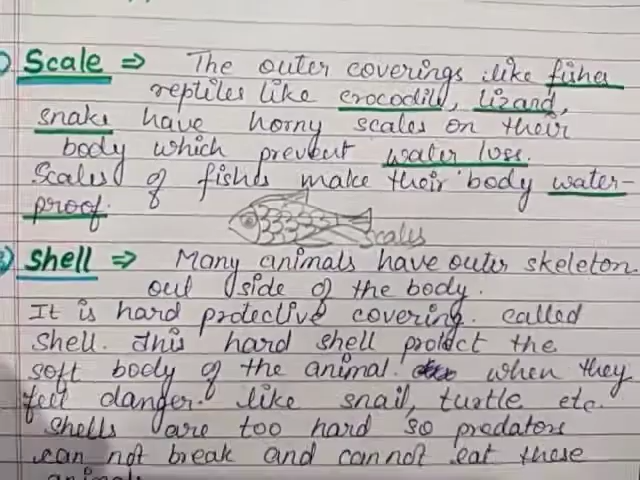 Scale ⇒ The outer coverings like fishes
reptiles like crocodile, lizard,
snake have horny scales on their
body which prevent water loss.
Scales of fishes make their body water-
proof.
scales
Shell ⇒ Many animals have outer skeleton
out side of the body.
It is hard protective covering called
shell. This hard shell protect the
soft body of the animal. when they
feel danger. like snail, turtle etc.
shells are too hard so predators
can not break and cannot eat these
animals